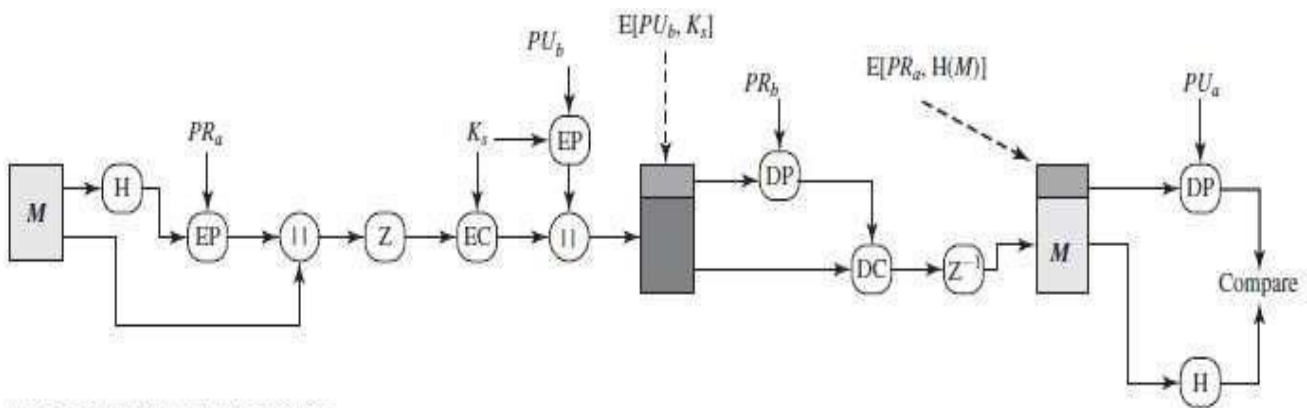 E[PU_b, K_s]
PU_b
E[PR_a, H(M)]
PR_b
PU_a
PR_a
K_s
EP
DP
H
DP
M
EP
||
Z
EC
||
DC
Z⁻¹
M
Compare
H